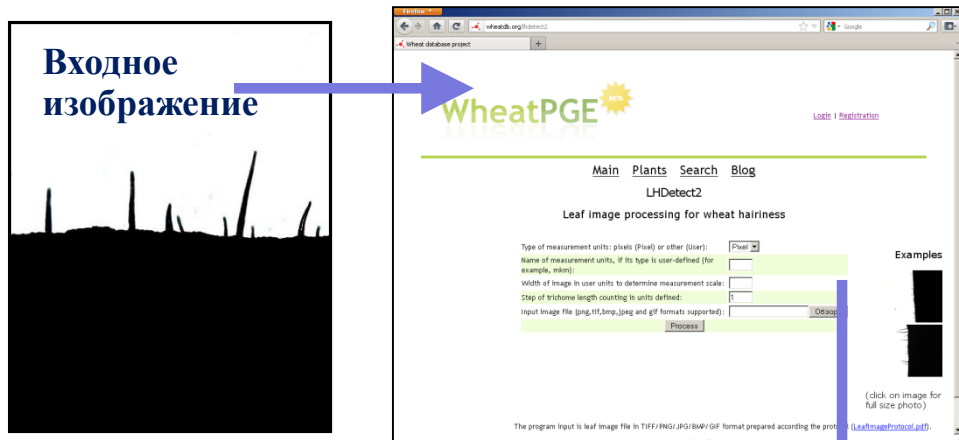 Входное
изображение
Firefox
wheatdb.org/lhdetect2
Google
Wheat database project
WheatPGE
BETA
Login | Registration
Main Plants Search Blog
LHDetect2
Leaf image processing for wheat hairiness
Type of measurement units: pixels (Pixel) or other (User): Pixel
Name of measurement units, if its type is user-defined (for
example, mkm):
Width of image in user units to determine measurement scale:
Step of trichome length counting in units defined: 1
Input image file (png,tif,bmp,jpeg and gif formats supported):
Process
Examples
(click on image for
full size photo)
The program input is leaf image file in TIFF/PNG/JPG/BMP/GIF format prepared according the (LeafImageProtocol.pdf).